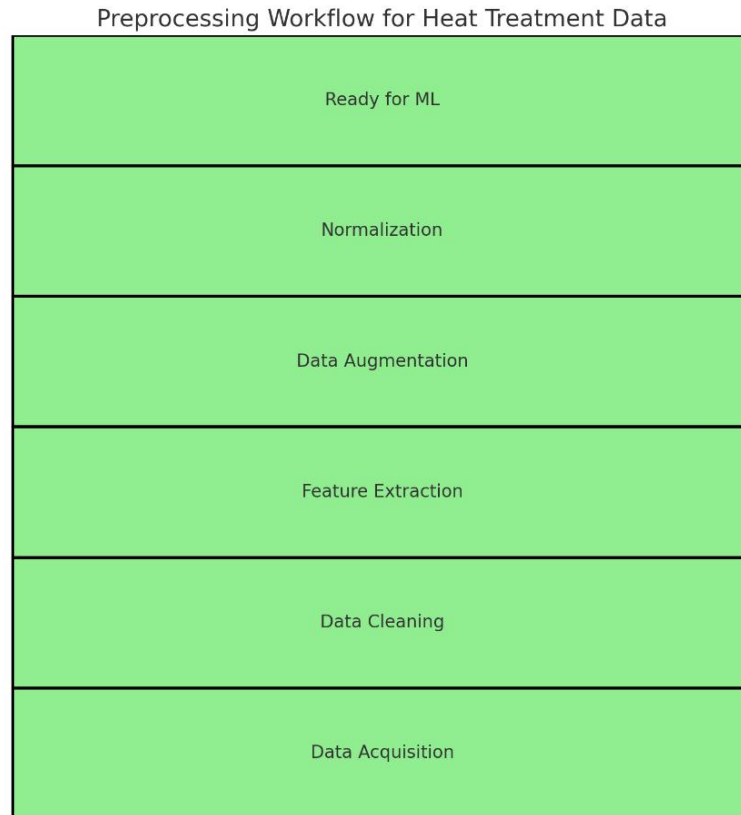 Preprocessing Workflow for Heat Treatment Data
Ready for ML
Normalization
Data Augmentation
Feature Extraction
Data Cleaning
Data Acquisition